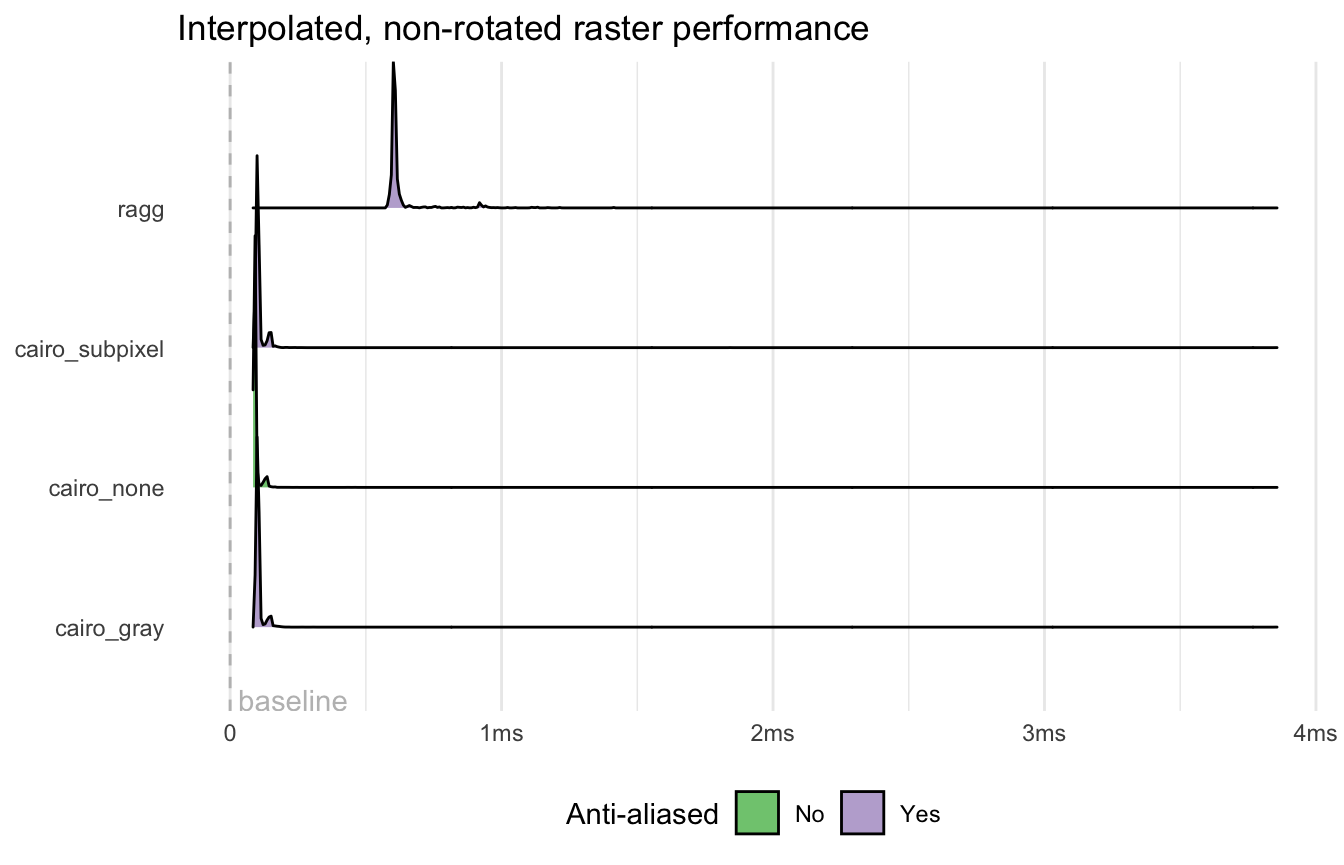 Interpolated, non-rotated raster performance
ragg
cairo_subpixel
cairo_none
cairo_gray
baseline
0 1ms 2ms 3ms 4ms
Anti-aliased No Yes